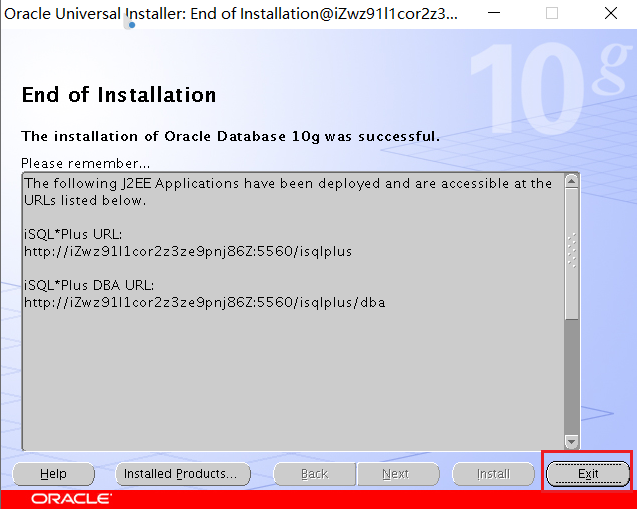 Oracle Universal Installer: End of Installation@iZwz91l1cor2z3...
10g
End of Installation
The installation of Oracle Database 10g was successful.
Please remember...
The following J2EE Applications have been deployed and are accessible at the
URLs listed below.
iSQL*Plus URL:
http://iZwz91l1cor2z3ze9pnj86Z:5560/isqlplus
iSQL*Plus DBA URL:
http://iZwz91l1cor2z3ze9pnj86Z:5560/isqlplus/dba
Help Installed Products... Back Next Install Exit
ORACLE